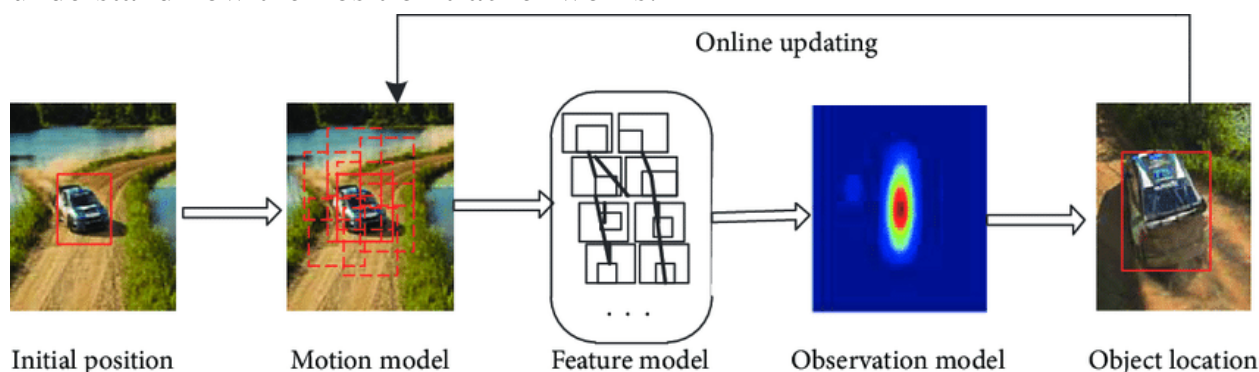 Online updating
Initial position
Motion model
Feature model
Observation model
Object location